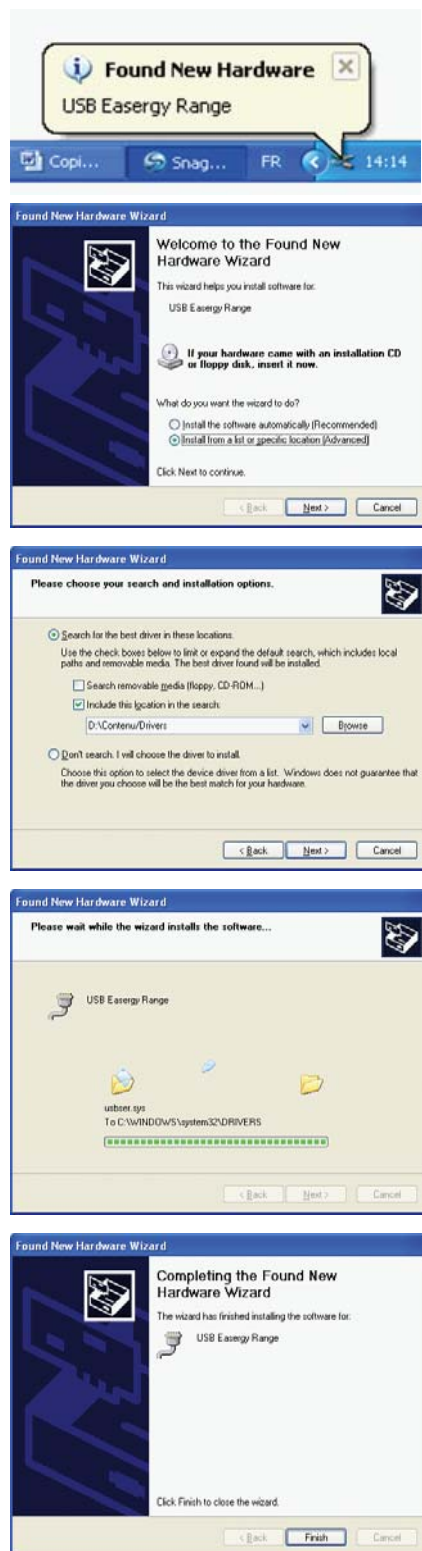 Found New Hardware
USB Easergy Range
Copi...
Snag...
FR
14:14
Found New Hardware Wizard
Welcome to the Found New
Hardware Wizard
This wizard helps you install software for:
USB Easergy Range
If your hardware came with an installation CD
or floppy disk, insert it now.
What do you want the wizard to do?
Install the software automatically (Recommended)
Install from a list or specific location (Advanced)
Click Next to continue.
< Back Next > Cancel
Found New Hardware Wizard
Please choose your search and installation options.
Search for the best driver in these locations.
Use the check boxes below to limit or expand the default search, which includes local
paths and removable media. The best driver found will be installed.
Search removable media (floppy, CD-ROM...)
Include this location in the search:
D:\Contenu/Drivers Browse
Don't search. I will choose the driver to install.
Choose this option to select the device driver from a list. Windows does not guarantee that
the driver you choose will be the best match for your hardware.
< Back Next > Cancel
Found New Hardware Wizard
Please wait while the wizard installs the software...
USB Easergy Range
usbser.sys
To C:\WINDOWS\system32\DRIVERS
< Back Next > Cancel
Found New Hardware Wizard
Completing the Found New
Hardware Wizard
The wizard has finished installing the software for:
USB Easergy Range
Click Finish to close the wizard.
< Back Finish Cancel